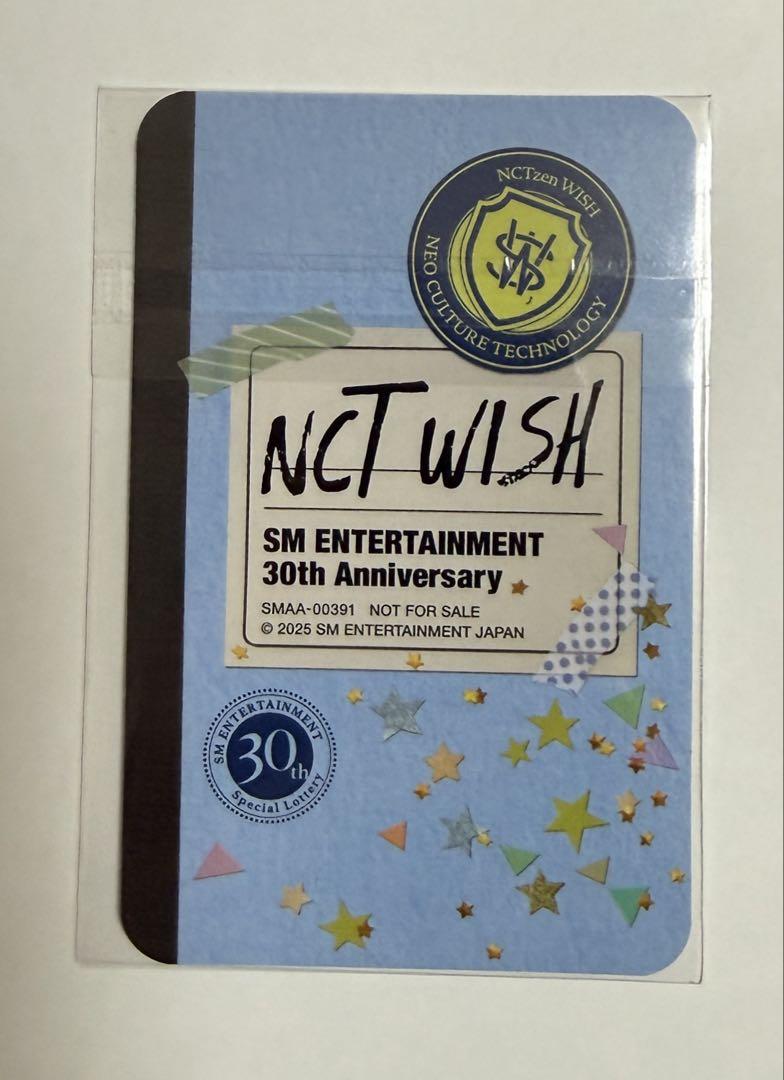 NCTzen WISH
NEO CULTURE TECHNOLOGY
NCT WISH
SM ENTERTAINMENT
30th Anniversary
SMAA-00391 NOT FOR SALE
© 2025 SM ENTERTAINMENT JAPAN
SM ENTERTAINMENT
30th
Special Lottery